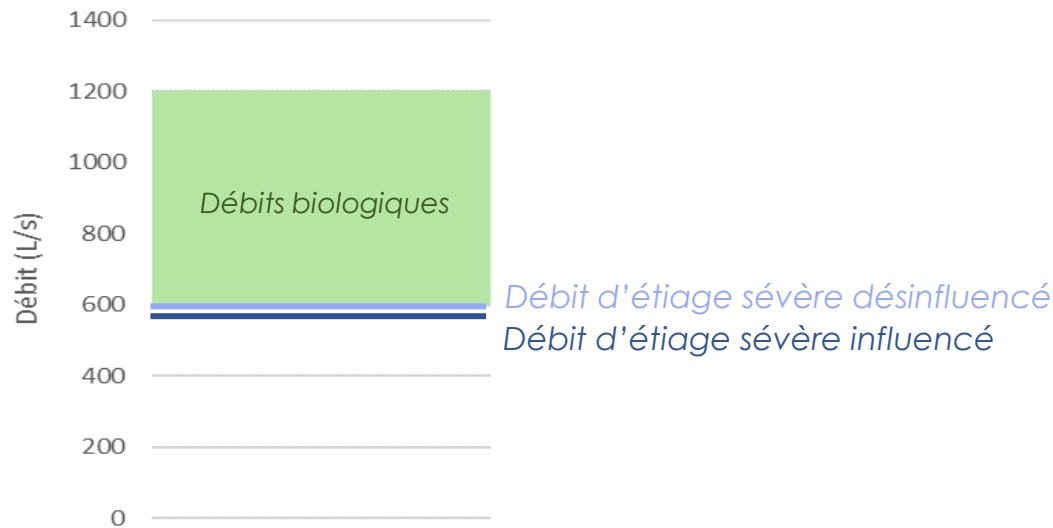 1400
1200
1000
Débits biologiques
800
Débit (L/s)
600
Débit d’étiage sévère désinfluencé
Débit d’étiage sévère influencé
400
200
0